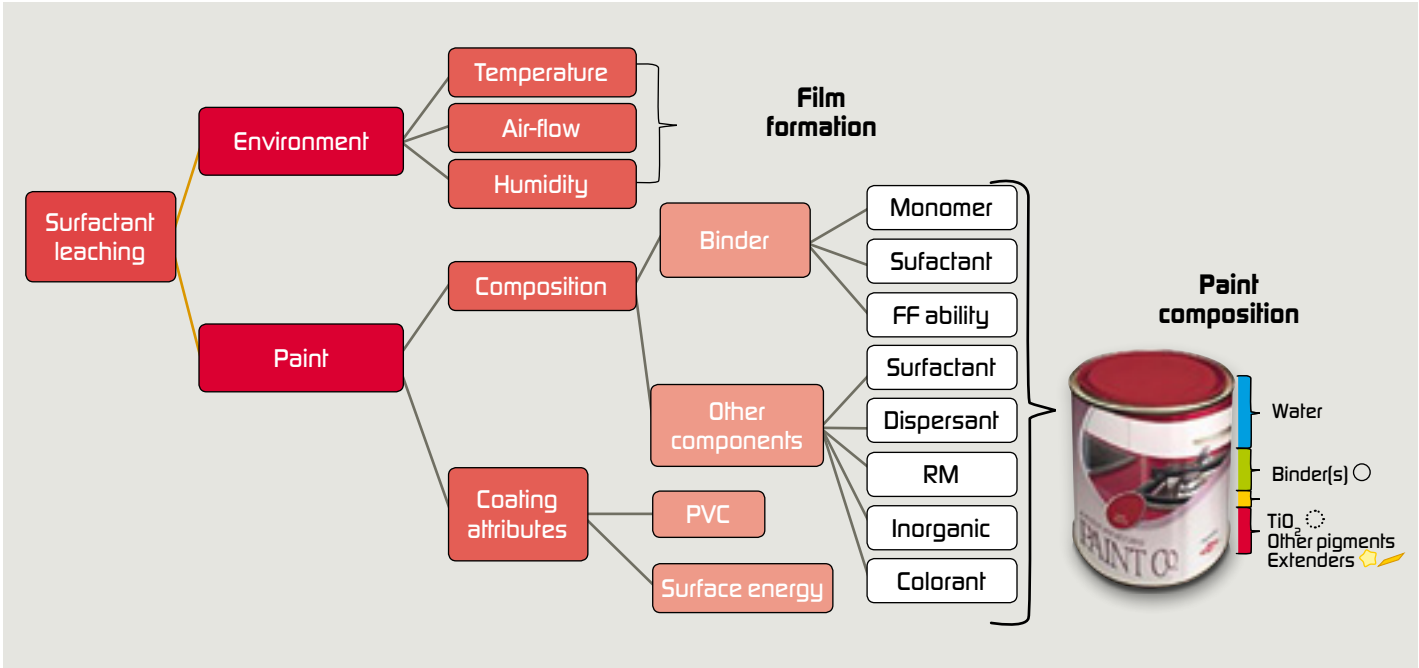 Surfactant
leaching
Environment
Paint
Temperature
Air-flow
Humidity
Film
formation
Composition
Coating
attributes
Binder
Other
components
PVC
Surface energy
Monomer
Sufactant
FF ability
Surfactant
Dispersant
RM
Inorganic
Colorant
Paint
composition
PAINT CO
Water
Binder(s)
TiO₂
Other pigments
Extenders